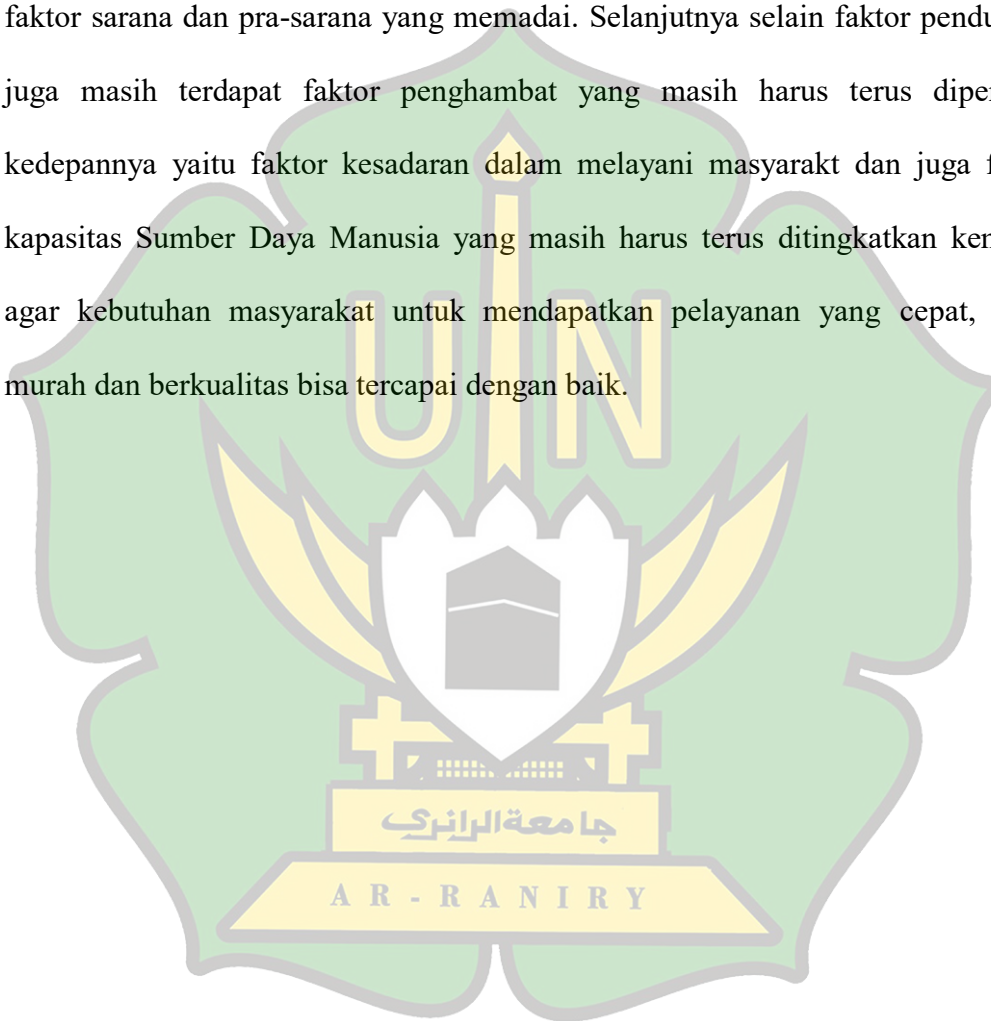 faktor sarana dan pra-sarana yang memadai. Selanjutnya selain faktor pendu
juga masih terdapat faktor penghambat yang masih harus terus dipe
kedepannya yaitu faktor kesadaran dalam melayani masyarakt dan juga f
kapasitas Sumber Daya Manusia yang masih harus terus ditingkatkan ke
agar kebutuhan masyarakat untuk mendapatkan pelayanan yang cepat,
murah dan berkualitas bisa tercapai dengan baik.
UIN
جامعة الرانري
AR-RANIRY